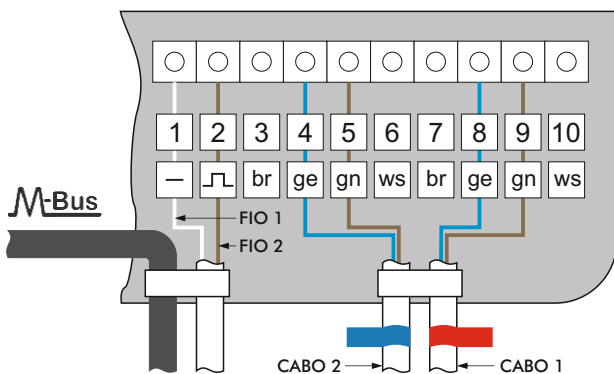 1 2 3 4 5 6 7 8 9 10
— br ge gn ws br ge gn ws
M-Bus
FIO 1
FIO 2
CABO 2
CABO 1